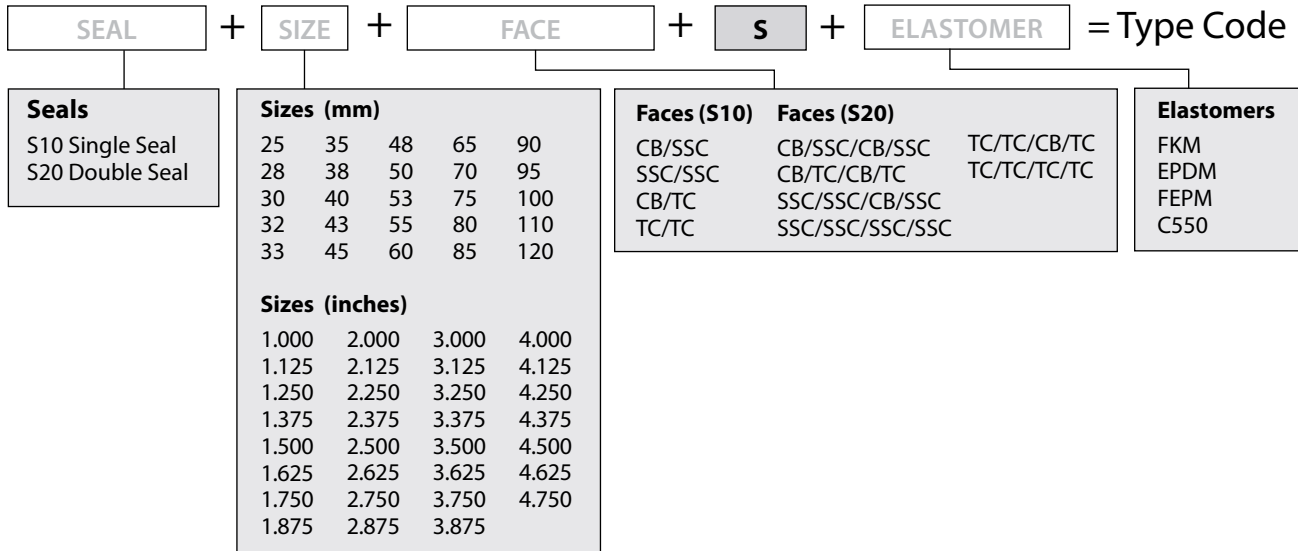 SEAL + SIZE + FACE + S + ELASTOMER = Type Code
Seals
S10 Single Seal
S20 Double Seal
Sizes (mm)
25 35 48 65 90
28 38 50 70 95
30 40 53 75 100
32 43 55 80 110
33 45 60 85 120
Sizes (inches)
1.000 2.000 3.000 4.000
1.125 2.125 3.125 4.125
1.250 2.250 3.250 4.250
1.375 2.375 3.375 4.375
1.500 2.500 3.500 4.500
1.625 2.625 3.625 4.625
1.750 2.750 3.750 4.750
1.875 2.875 3.875
Faces (S10) Faces (S20)
CB/SSC CB/SSC/CB/SSC TC/TC/CB/TC
SSC/SSC CB/TC/CB/TC TC/TC/TC/TC
CB/TC SSC/SSC/CB/SSC
TC/TC SSC/SSC/SSC/SSC
Elastomers
FKM
EPDM
FEPM
C550